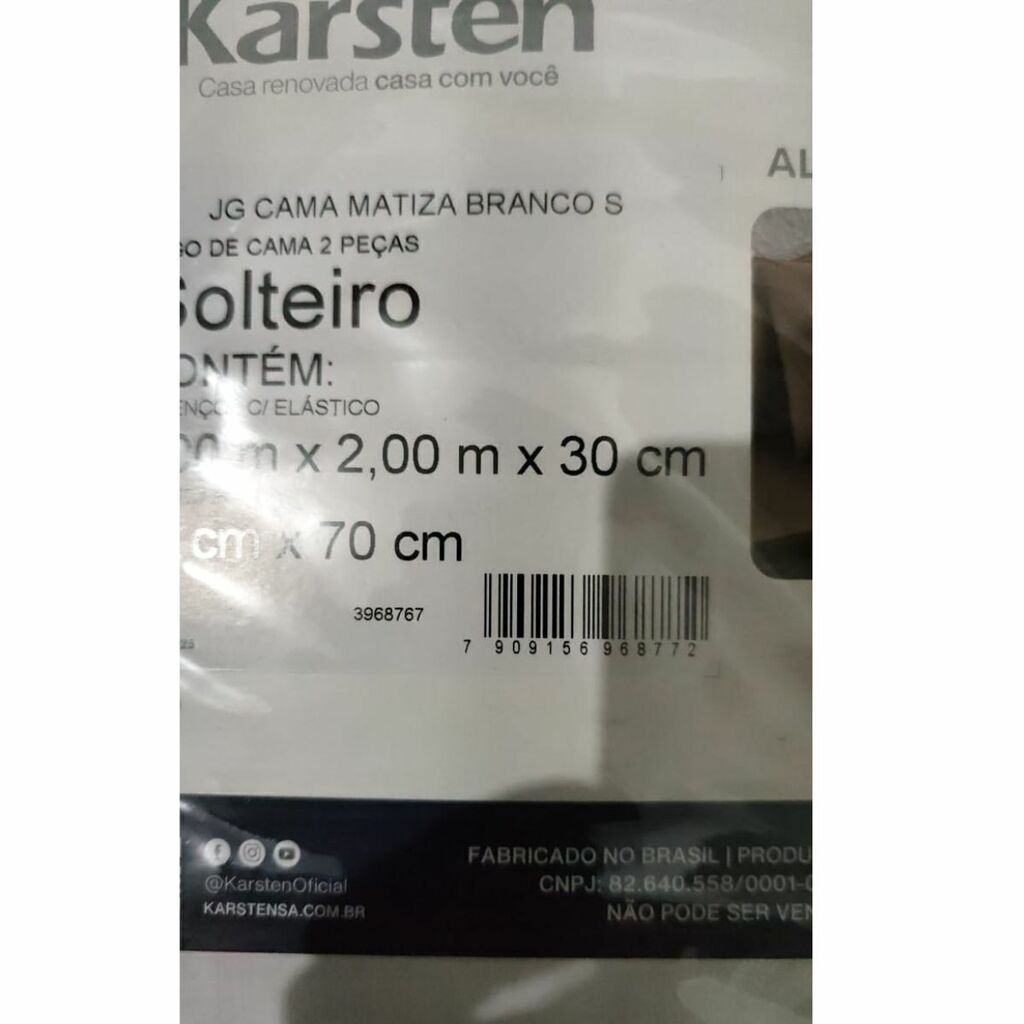 Karsten
Casa renovada casa com você
AL
JG CAMA MATIZA BRANCO S
GO DE CAMA 2 PEÇAS
Solteiro
ONTÉM:
C/ ELÁSTICO
m x 2,00 m x 30 cm
cm x 70 cm
3968767
7 909156 968772
@KarstenOficial
KARSTENSA.COM.BR
FABRICADO NO BRASIL | PRODU
CNPJ: 82.640.558/0001-
NÃO PODE SER VEN